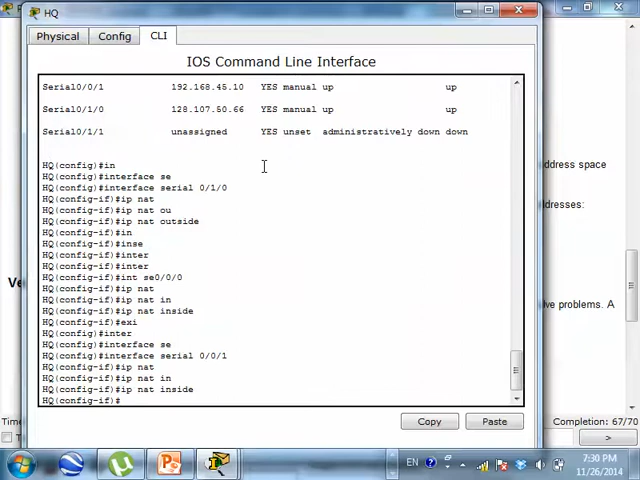 HQ
Physical
Config
CLI
IOS Command Line Interface
Serial0/0/1 192.168.45.10 YES manual up up
Serial0/1/0 128.107.50.66 YES manual up up
Serial0/1/1 unassigned YES unset administratively down down
HQ(config)#in
HQ(config)#interface se
HQ(config)#interface serial 0/1/0
HQ(config-if)#ip nat
HQ(config-if)#ip nat ou
HQ(config-if)#ip nat outside
HQ(config-if)#in
HQ(config-if)#inse
HQ(config-if)#inter
HQ(config-if)#inter
HQ(config-if)#int se0/0/0
HQ(config-if)#ip nat
HQ(config-if)#ip nat in
HQ(config-if)#ip nat inside
HQ(config-if)#exi
HQ(config)#inter
HQ(config)#interface se
HQ(config)#interface serial 0/0/1
HQ(config-if)#ip nat
HQ(config-if)#ip nat in
HQ(config-if)#ip nat inside
HQ(config-if)#
Copy
Paste
ddress space
ddresses:
Ve
lve problems. A
Time
Completion: 67/70
T
>
EN
7:30 PM
11/26/2014